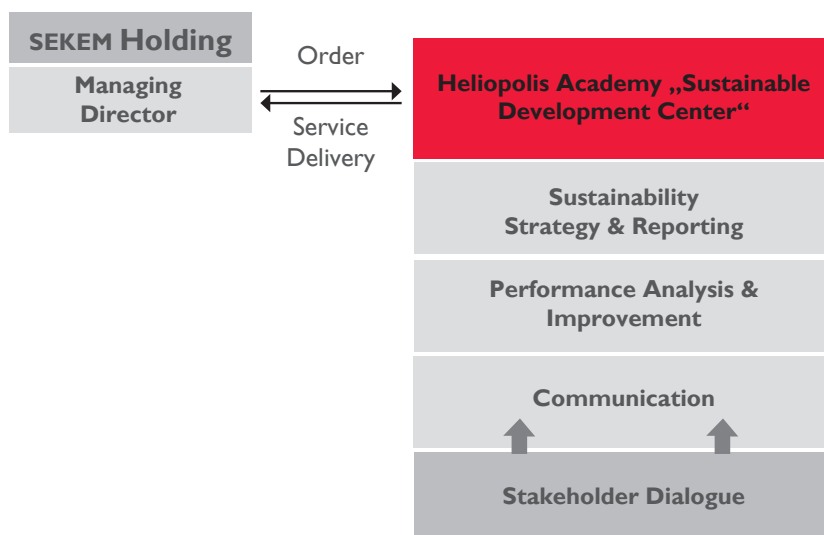 SEKEM Holding
Managing
Director
Order
Service
Delivery
Heliopolis Academy „Sustainable
Development Center“
Sustainability
Strategy & Reporting
Performance Analysis &
Improvement
Communication
Stakeholder Dialogue